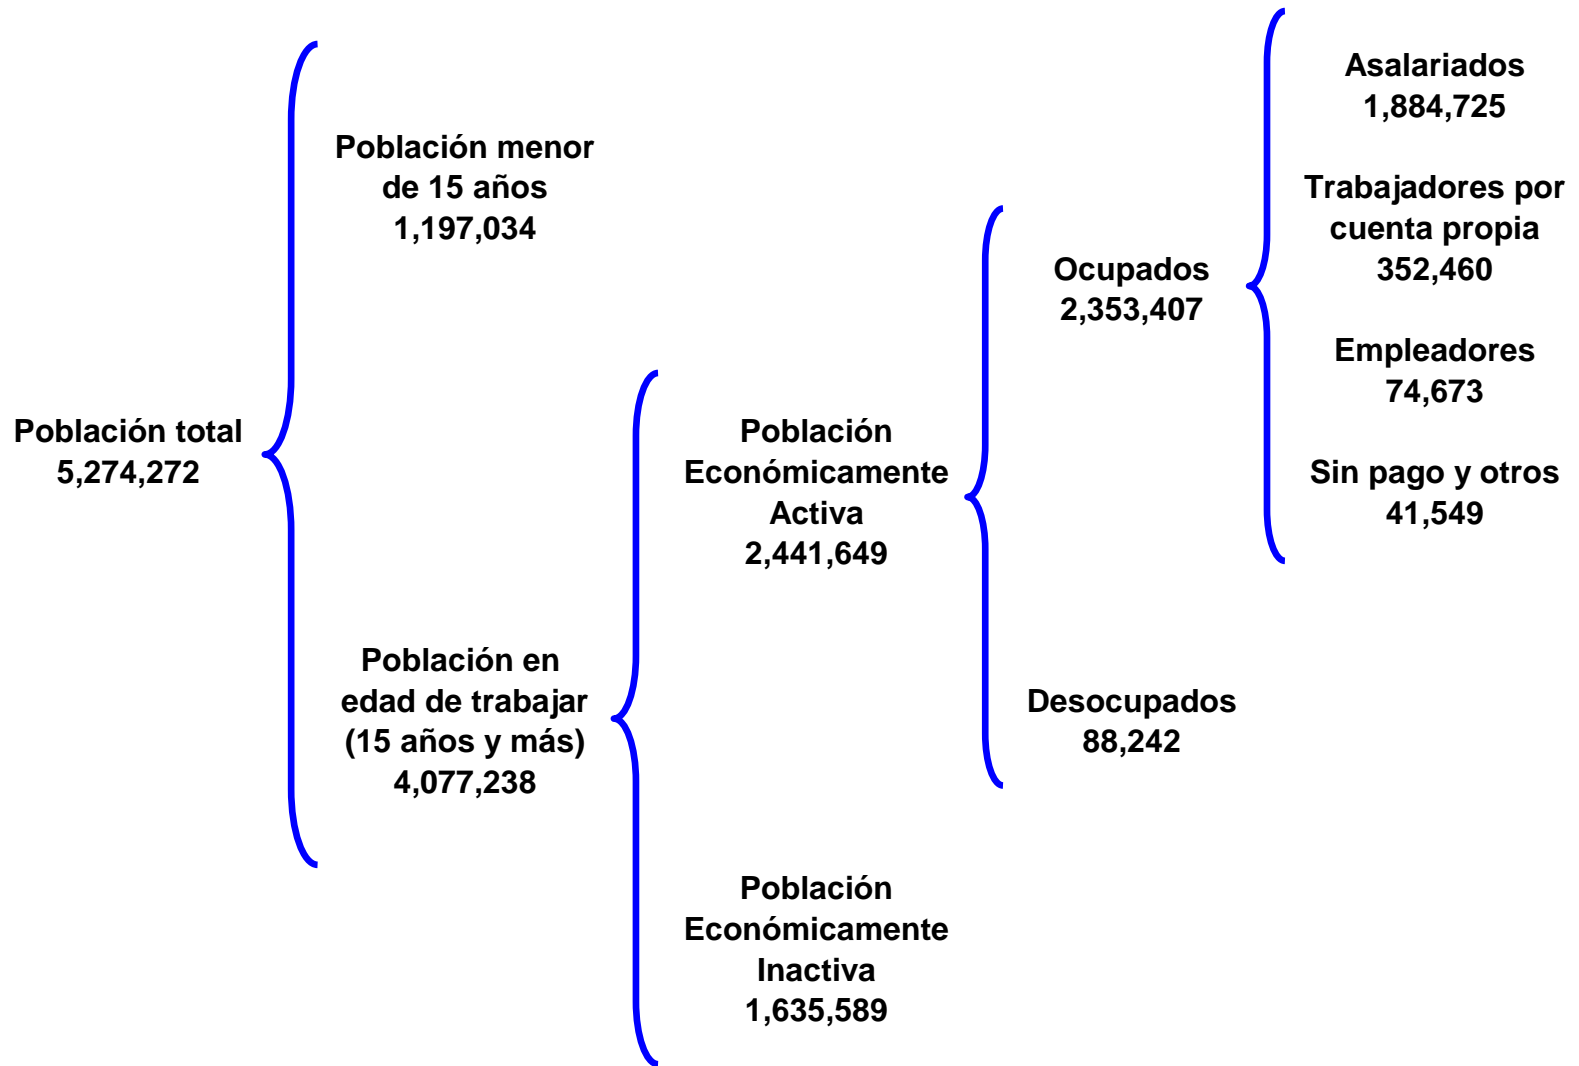 Población total
5,274,272
Población menor
de 15 años
1,197,034
Población en
edad de trabajar
(15 años y más)
4,077,238
Población
Económicamente
Activa
2,441,649
Población
Económicamente
Inactiva
1,635,589
Ocupados
2,353,407
Desocupados
88,242
Asalariados
1,884,725
Trabajadores por
cuenta propia
352,460
Empleadores
74,673
Sin pago y otros
41,549